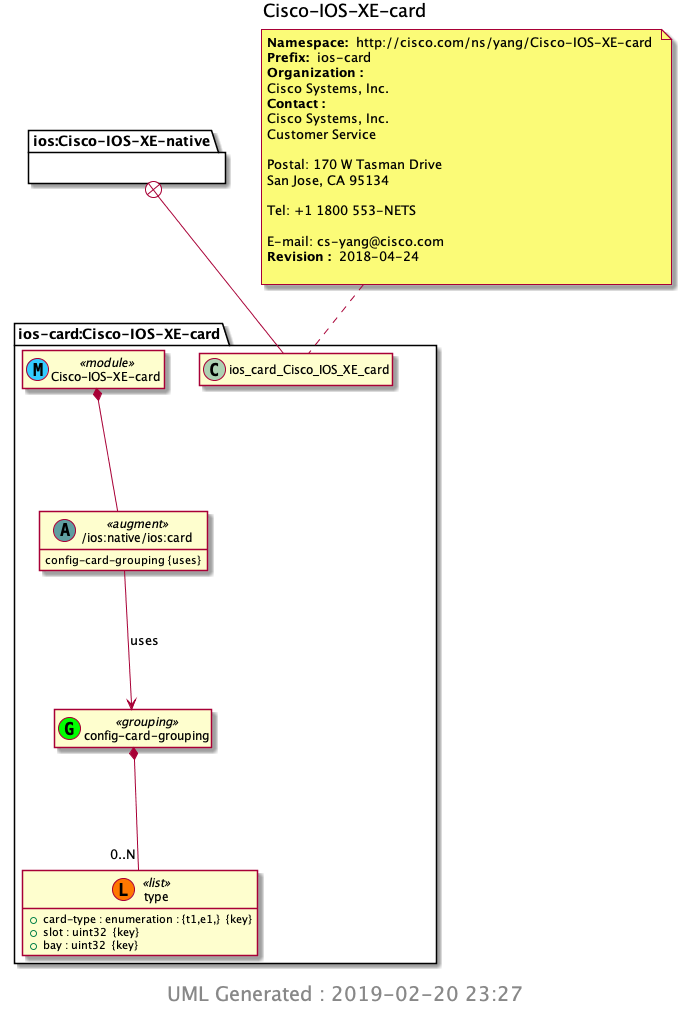 Cisco-IOS-XE-card
Namespace: http://cisco.com/ns/yang/Cisco-IOS-XE-card
Prefix: ios-card
Organization :
Cisco Systems, Inc.
Contact :
Cisco Systems, Inc.
Customer Service
Postal: 170 W Tasman Drive
San Jose, CA 95134
Tel: +1 1800 553-NETS
E-mail: cs-yang@cisco.com
Revision : 2018-04-24
ios:Cisco-IOS-XE-native
ios-card:Cisco-IOS-XE-card
M
«module»
Cisco-IOS-XE-card
C ios_card_Cisco_IOS_XE_card
A
«augment»
/ios:native/ios:card
config-card-grouping {uses}
uses
G
«grouping»
config-card-grouping
0..N
L
«list»
type
card-type : enumeration : {t1,e1,} {key}
slot : uint32 {key}
bay : uint32 {key}
UML Generated : 2019-02-20 23:27